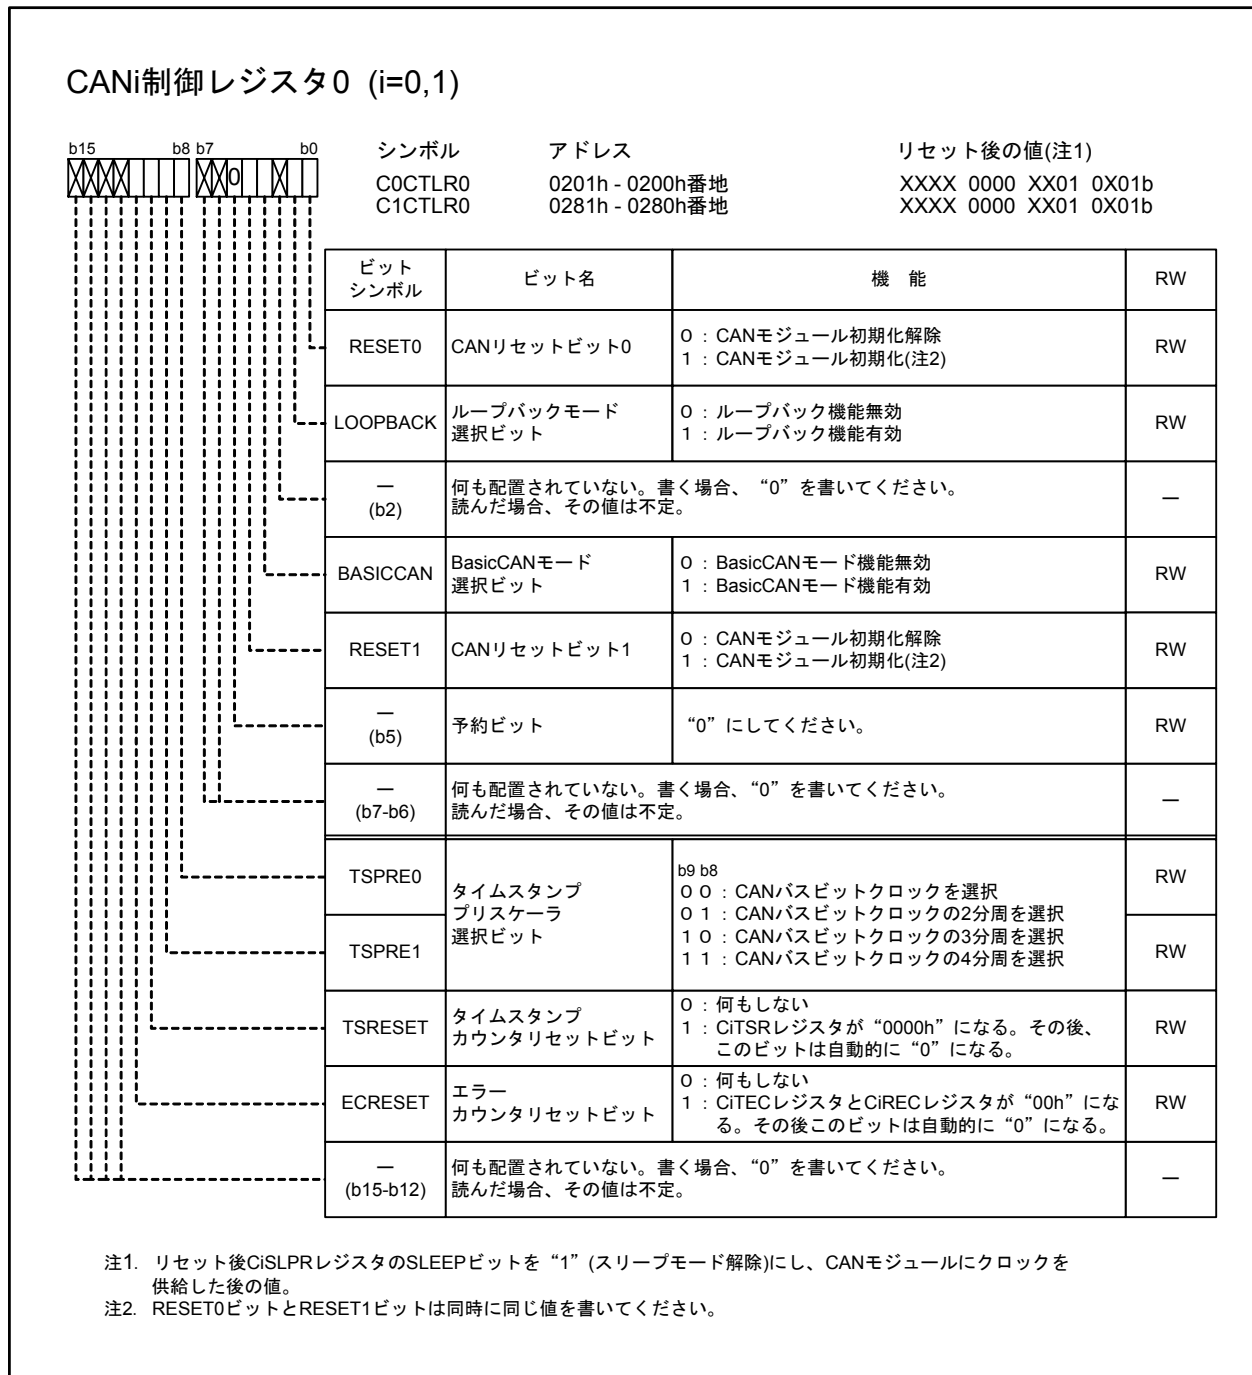 CANi制御レジスタ0 (i=0,1)
b15 b8 b7 b0
0
シンボル アドレス リセット後の値(注1)
C0CTLR0 0201h - 0200h番地 XXXX 0000 XX01 0X01b
C1CTLR0 0281h - 0280h番地 XXXX 0000 XX01 0X01b
ビット
シンボル
ビット名
機 能
RW
RESET0
CANリセットビット0
0 : CANモジュール初期化解除
1 : CANモジュール初期化(注2)
RW
LOOPBACK
ループバックモード
選択ビット
0 : ループバック機能無効
1 : ループバック機能有効
RW
—
(b2)
何も配置されていない。書く場合、“0”を書いてください。
読んだ場合、その値は不定。
—
BASICCAN
BasicCANモード
選択ビット
0 : BasicCANモード機能無効
1 : BasicCANモード機能有効
RW
RESET1
CANリセットビット1
0 : CANモジュール初期化解除
1 : CANモジュール初期化(注2)
RW
—
(b5)
予約ビット
“0”にしてください。
RW
—
(b7-b6)
何も配置されていない。書く場合、“0”を書いてください。
読んだ場合、その値は不定。
—
TSPRE0
タイムスタンプ
プリスケーラ
選択ビット
b9 b8
0 0 : CANバスビットクロックを選択
0 1 : CANバスビットクロックの2分周を選択
1 0 : CANバスビットクロックの3分周を選択
1 1 : CANバスビットクロックの4分周を選択
RW
TSPRE1
RW
TSRESET
タイムスタンプ
カウンタリセットビット
0 : 何もしない
1 : CiTSRレジスタが“0000h”になる。その後、
このビットは自動的に“0”になる。
RW
ECRESET
エラー
カウンタリセットビット
0 : 何もしない
1 : CiTECレジスタとCiRECレジスタが“00h”にな
る。その後このビットは自動的に“0”になる。
RW
—
(b15-b12)
何も配置されていない。書く場合、“0”を書いてください。
読んだ場合、その値は不定。
—
注1. リセット後CiSLPRレジスタのSLEEPビットを“1”(スリープモード解除)にし、CANモジュールにクロックを
供給した後の値。
注2. RESET0ビットとRESET1ビットは同時に同じ値を書いてください。